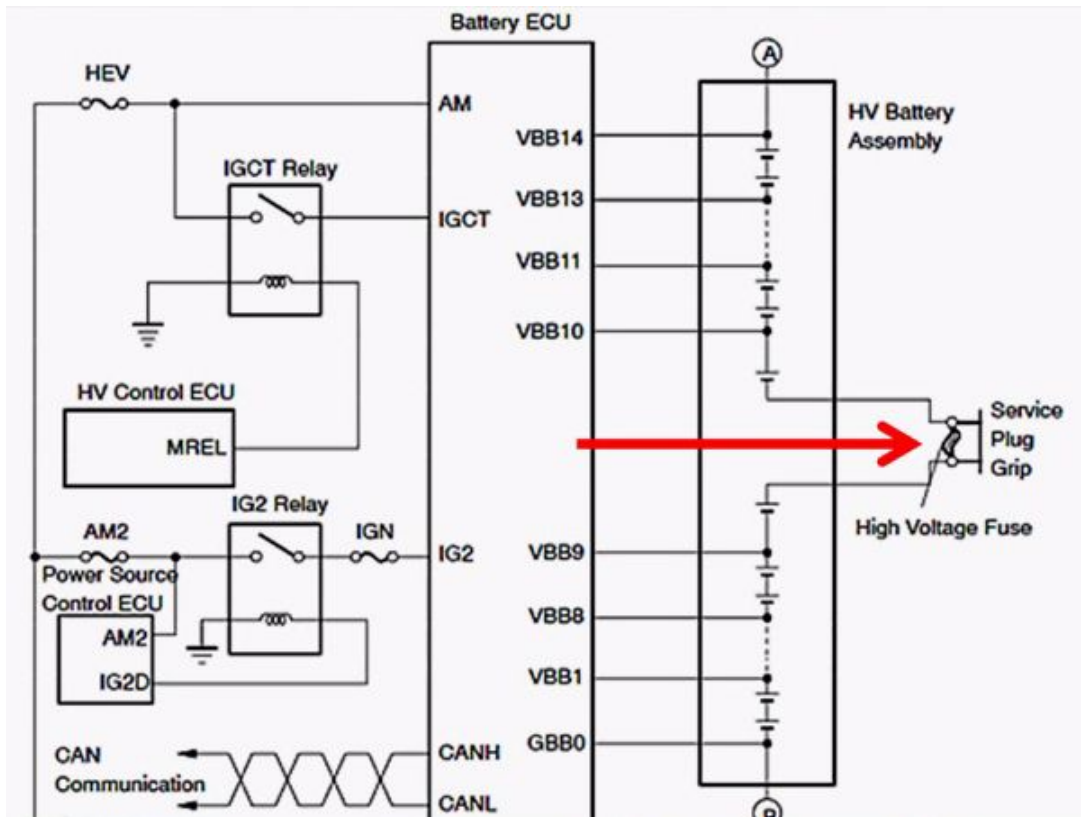 Battery ECU
HEV
AM
A
HV Battery
Assembly
VBB14
IGCT Relay
VBB13
IGCT
VBB11
VBB10
HV Control ECU
MREL
Service
Plug
Grip
IG2 Relay
AM2
IGN
IG2
High Voltage Fuse
VBB9
Power Source
Control ECU
AM2
VBB8
IG2D
VBB1
GBB0
CAN
Communication
CANH
CANL